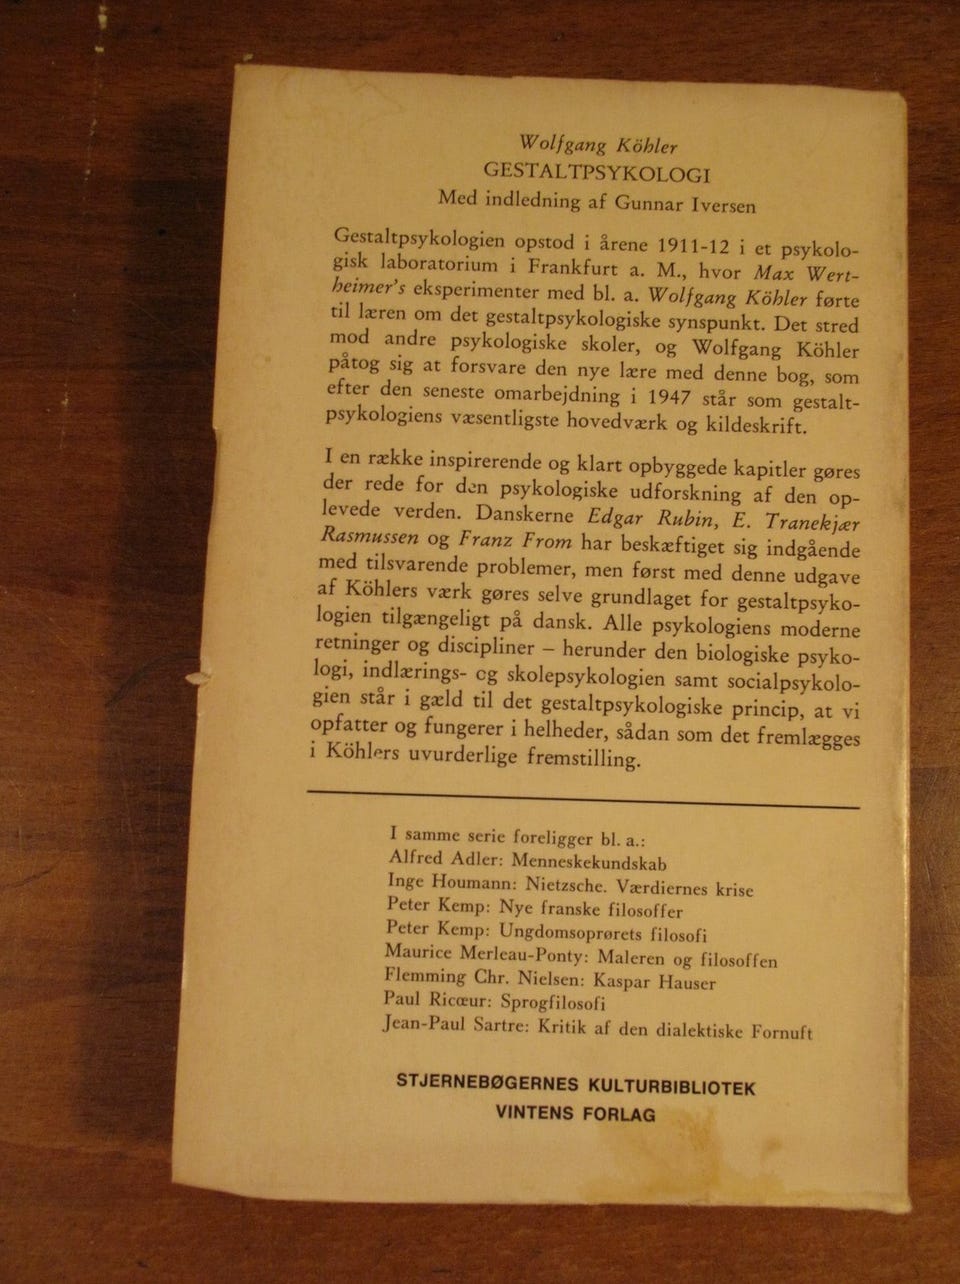 Wolfgang Köhler
GESTALTPSYKOLOGI
Med indledning af Gunnar Iversen
Gestaltpsykologien opstod i årene 1911-12 i et psykolo-
gisk laboratorium i Frankfurt a. M., hvor Max Wert-
heimer's eksperimenter med bl. a. Wolfgang Köhler førte
til læren om det gestaltpsykologiske synspunkt. Det stred
mod andre psykologiske skoler, og Wolfgang Köhler
påtog sig at forsvare den nye lære med denne bog, som
efter den seneste omarbejdning i 1947 står som gestalt-
psykologiens væsentligste hovedværk og kildeskrift.
I en række inspirerende og klart opbyggede kapitler gøres
der rede for den psykologiske udforskning af den op-
levede verden. Danskerne Edgar Rubin, E. Tranekjær
Rasmussen og Franz From har beskæftiget sig indgående
med tilsvarende problemer, men først med denne udgave
af Köhlers værk gøres selve grundlaget for gestaltpsyko-
logien tilgængeligt på dansk. Alle psykologiens moderne
retninger og discipliner – herunder den biologiske psyko-
logi, indlærings- og skolepsykologien samt socialpsykolo-
gien står i gæld til det gestaltpsykologiske princip, at vi
opfatter og fungerer i helheder, sådan som det fremlægges
i Köhlers uvurderlige fremstilling.
I samme serie foreligger bl. a.:
Alfred Adler: Menneskekundskab
Inge Houmann: Nietzsche. Værdiernes krise
Peter Kemp: Nye franske filosoffer
Peter Kemp: Ungdomsoprørets filosofi
Maurice Merleau-Ponty: Maleren og filosoffen
Flemming Chr. Nielsen: Kaspar Hauser
Paul Ricœur: Sprogfilosofi
Jean-Paul Sartre: Kritik af den dialektiske Fornuft
STJERNEBØGERNES KULTURBIBLIOTEK
VINTENS FORLAG